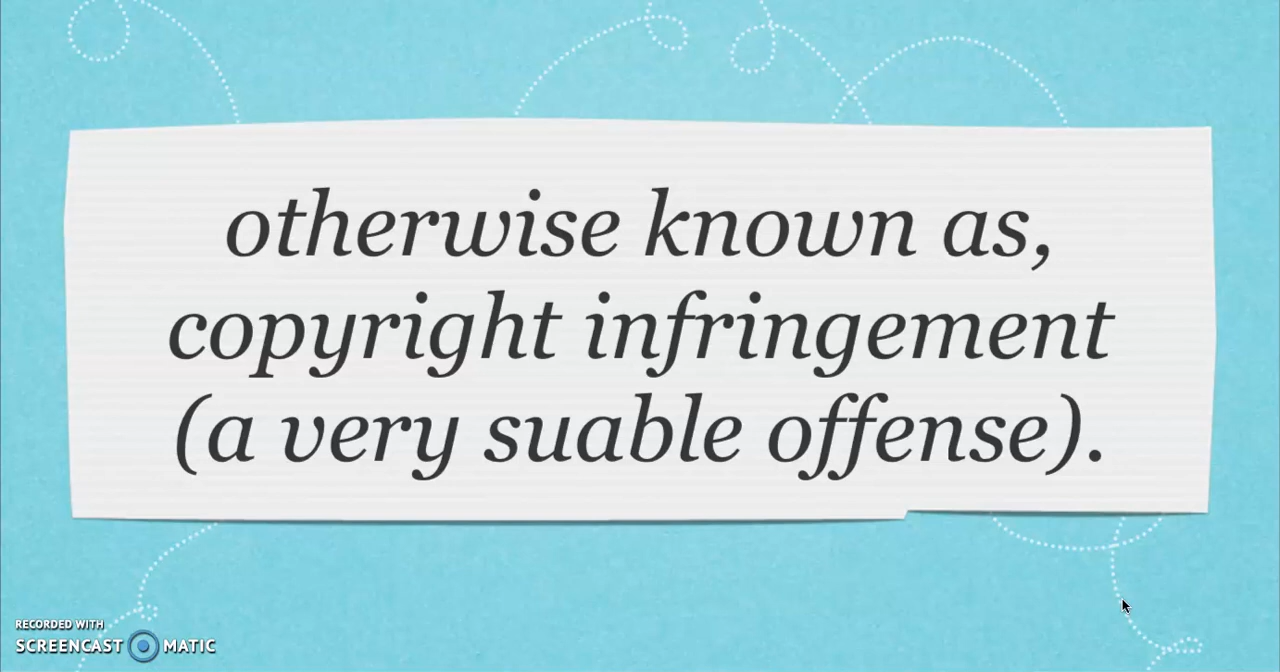 otherwise known as,
copyright infringement
(a very suable offense).
RECORDED WITH
SCREENCAST MATIC